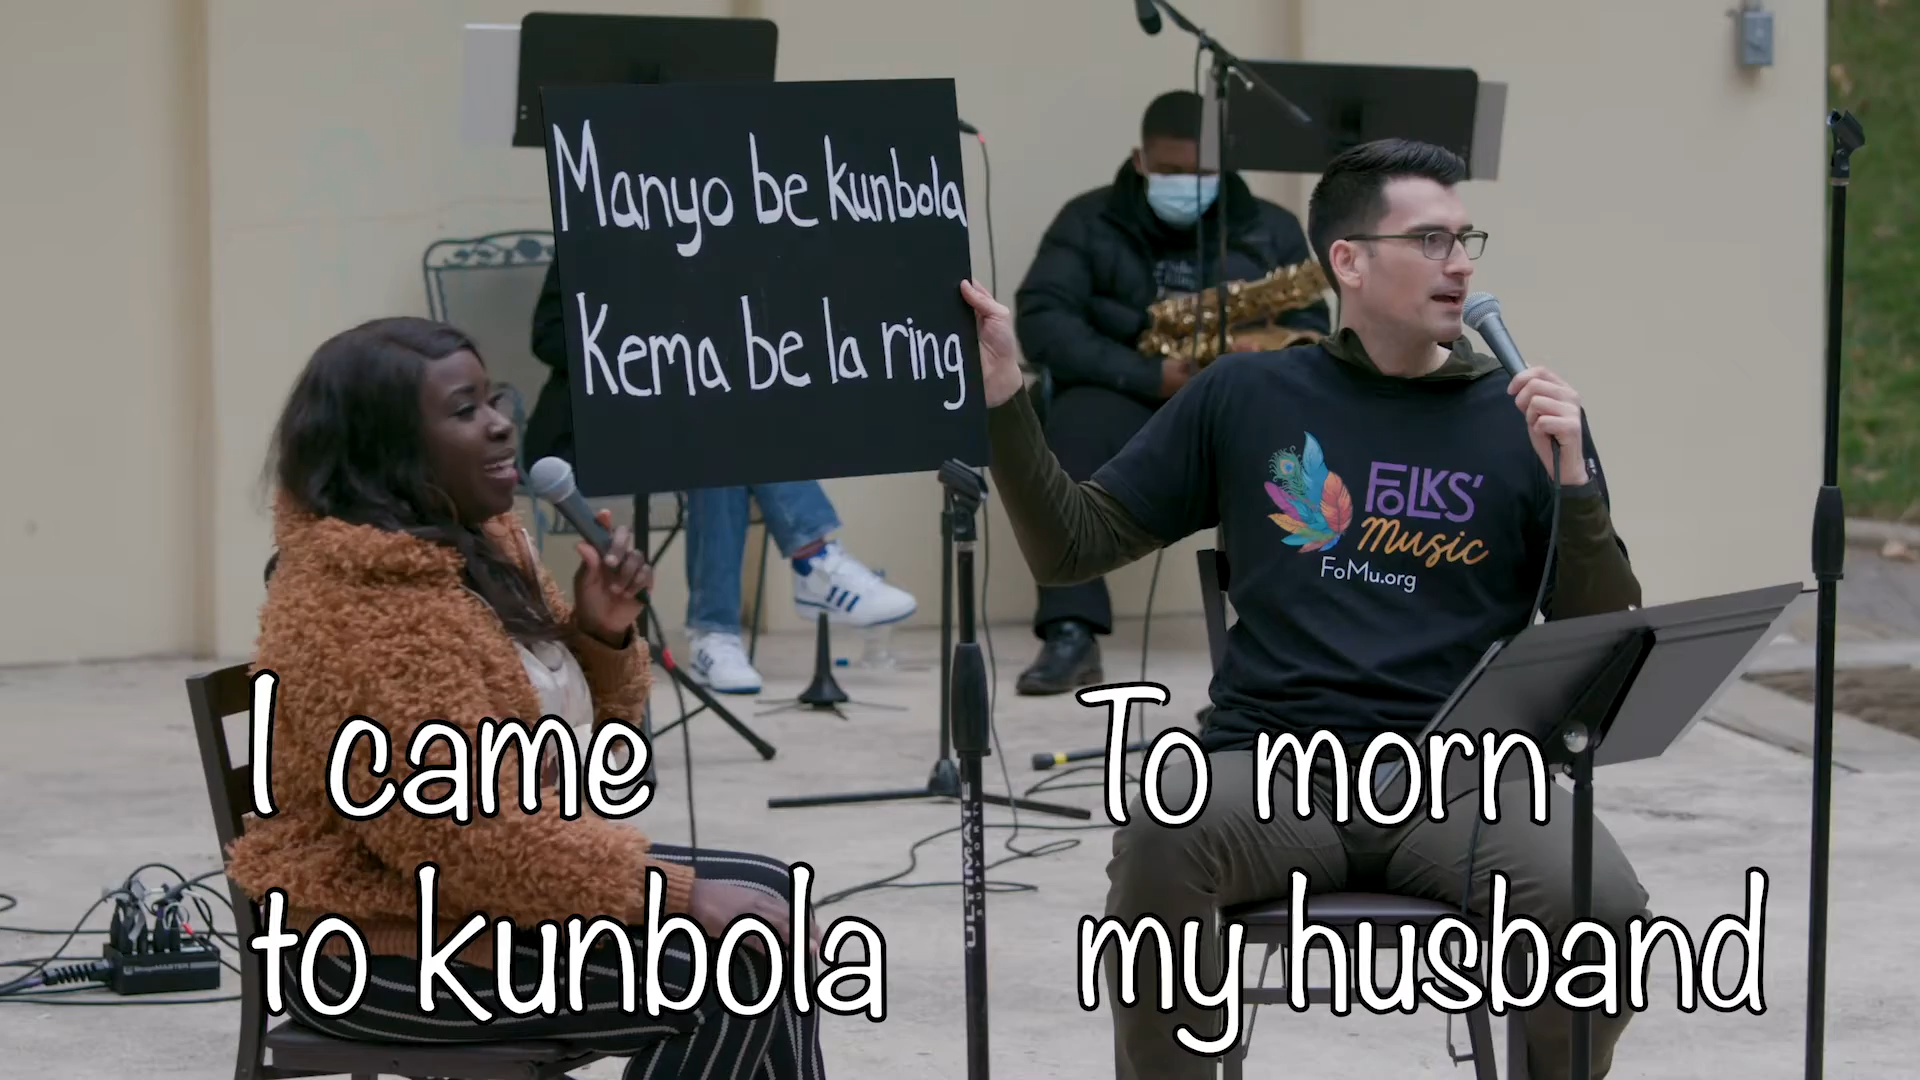 Manyo be kunbola
Kema be la ring
FOLKS'
Music
FoMu.org
I came
to kunbola
To morn
my husband
ULTIMATE
SUPPORT